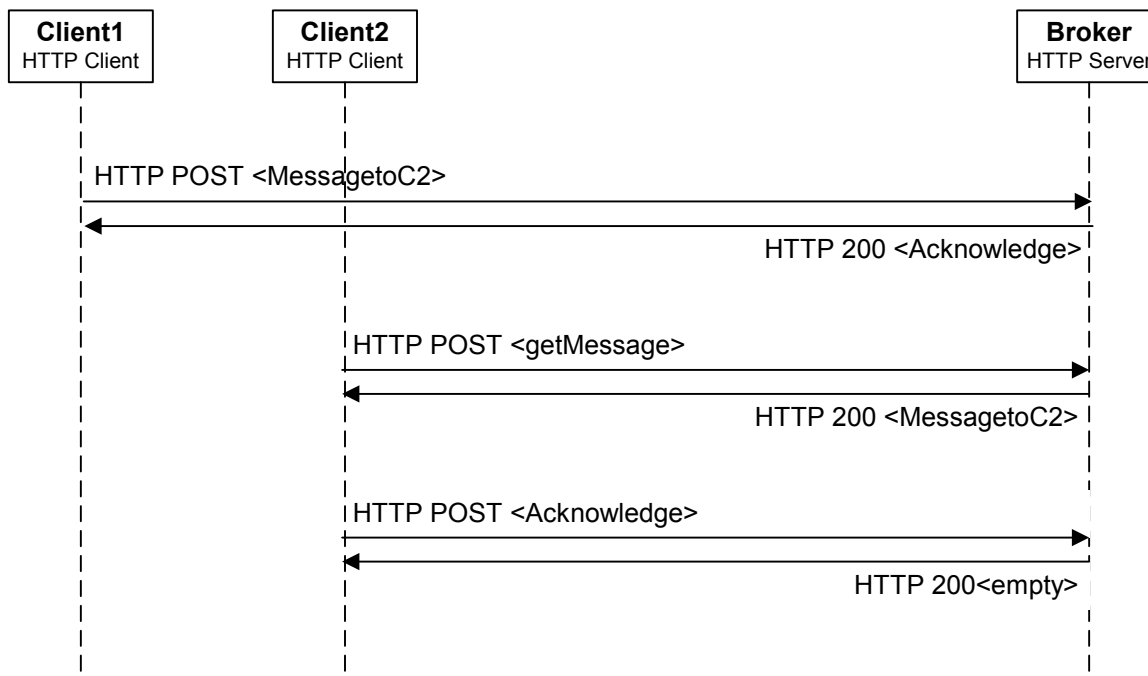 Client1
HTTP Client
Client2
HTTP Client
Broker
HTTP Server
HTTP POST <MessagetoC2>
HTTP 200 <Acknowledge>
HTTP POST <getMessage>
HTTP 200 <MessagetoC2>
HTTP POST <Acknowledge>
HTTP 200<empty>